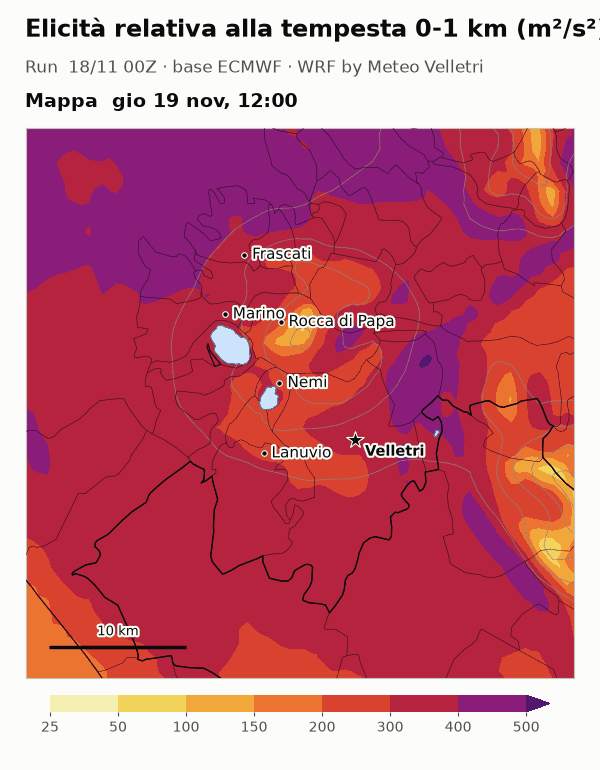 Elicità relativa alla tempesta 0-1 km (m²/s²)
Run 18/11 00Z · base ECMWF · WRF by Meteo Velletri
Mappa gio 19 nov, 12:00
Frascati
Marino
Rocca di Papa
Nemi
Velletri
Lanuvio
10 km
25 50 100 150 200 300 400 500